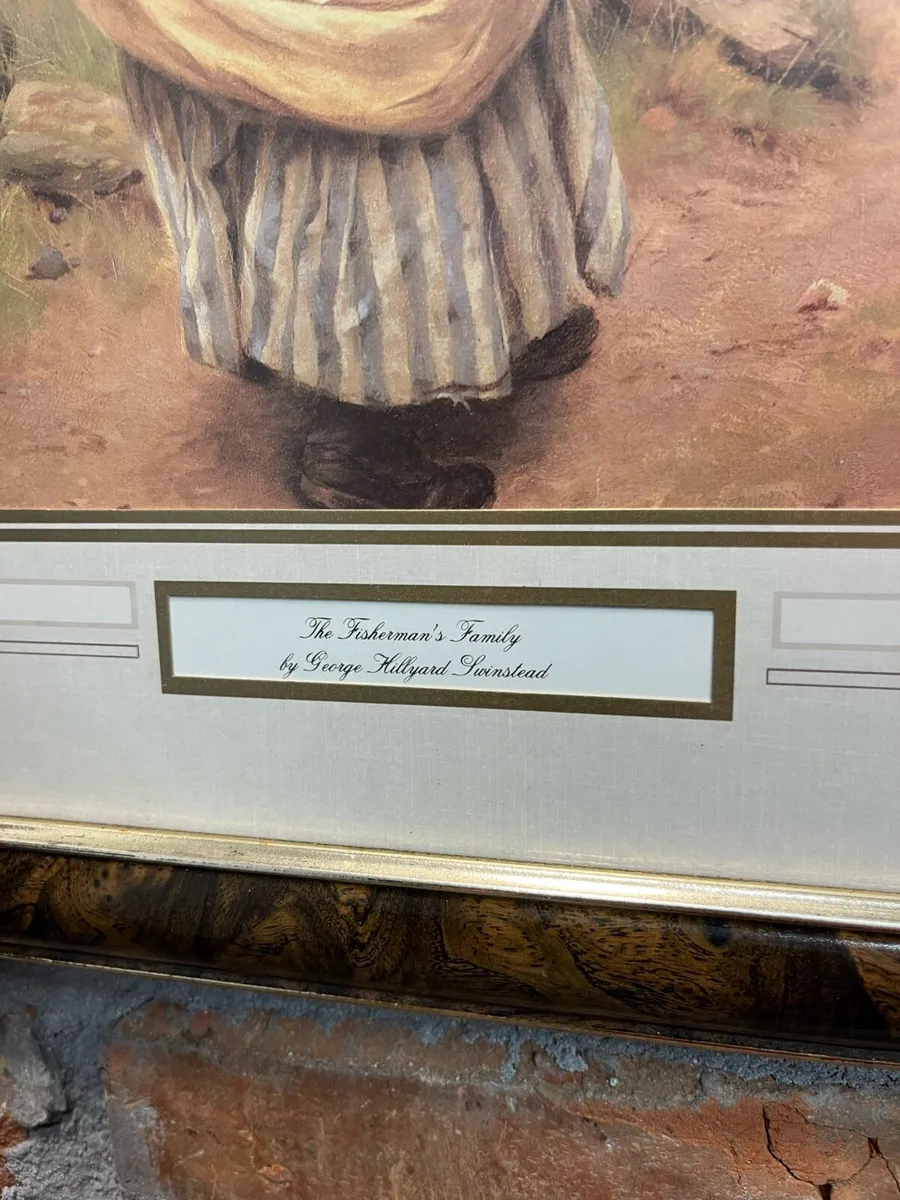 The Fisherman's Family
by George Hillyard Swinstead